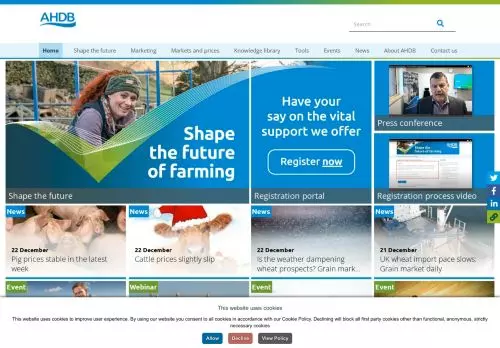 AHDB
Search
Home
Shape the future
Marketing
Markets and prices
Knowledge library
Tools
Events
News
About AHDB
Contact us
Shape
the future
of farming
Shape the future
Have your
say on the vital
support we offer
Register now
Registration portal
Press conference
Registration process video
News
22 December
Pig prices stable in the latest
week
News
22 December
Cattle prices slightly slip
News
22 December
Is the weather dampening
wheat prospects? Grain mark...
News
21 December
UK wheat import pace slows:
Grain market daily
Event
Webinar
Event
Event
This website uses cookies
This website uses cookies to improve user experience. By using our website you consent to all cookies in accordance with our Cookie Policy. Declining will block all first party cookies other than functional, anonymous, strictly
necessary cookies
Allow
Decline
View Policy